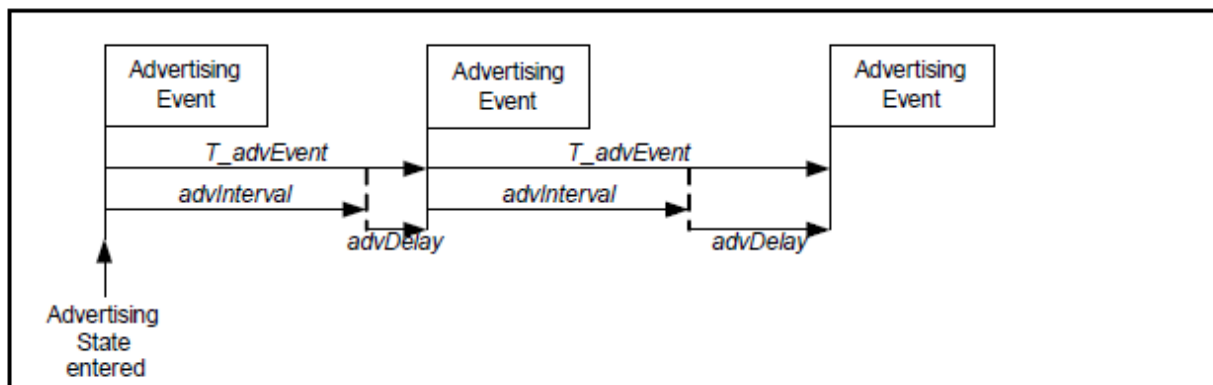 Advertising
Event
Advertising
Event
Advertising
Event
T_advEvent
T_advEvent
advInterval
advInterval
advDelay
advDelay
Advertising
State
entered